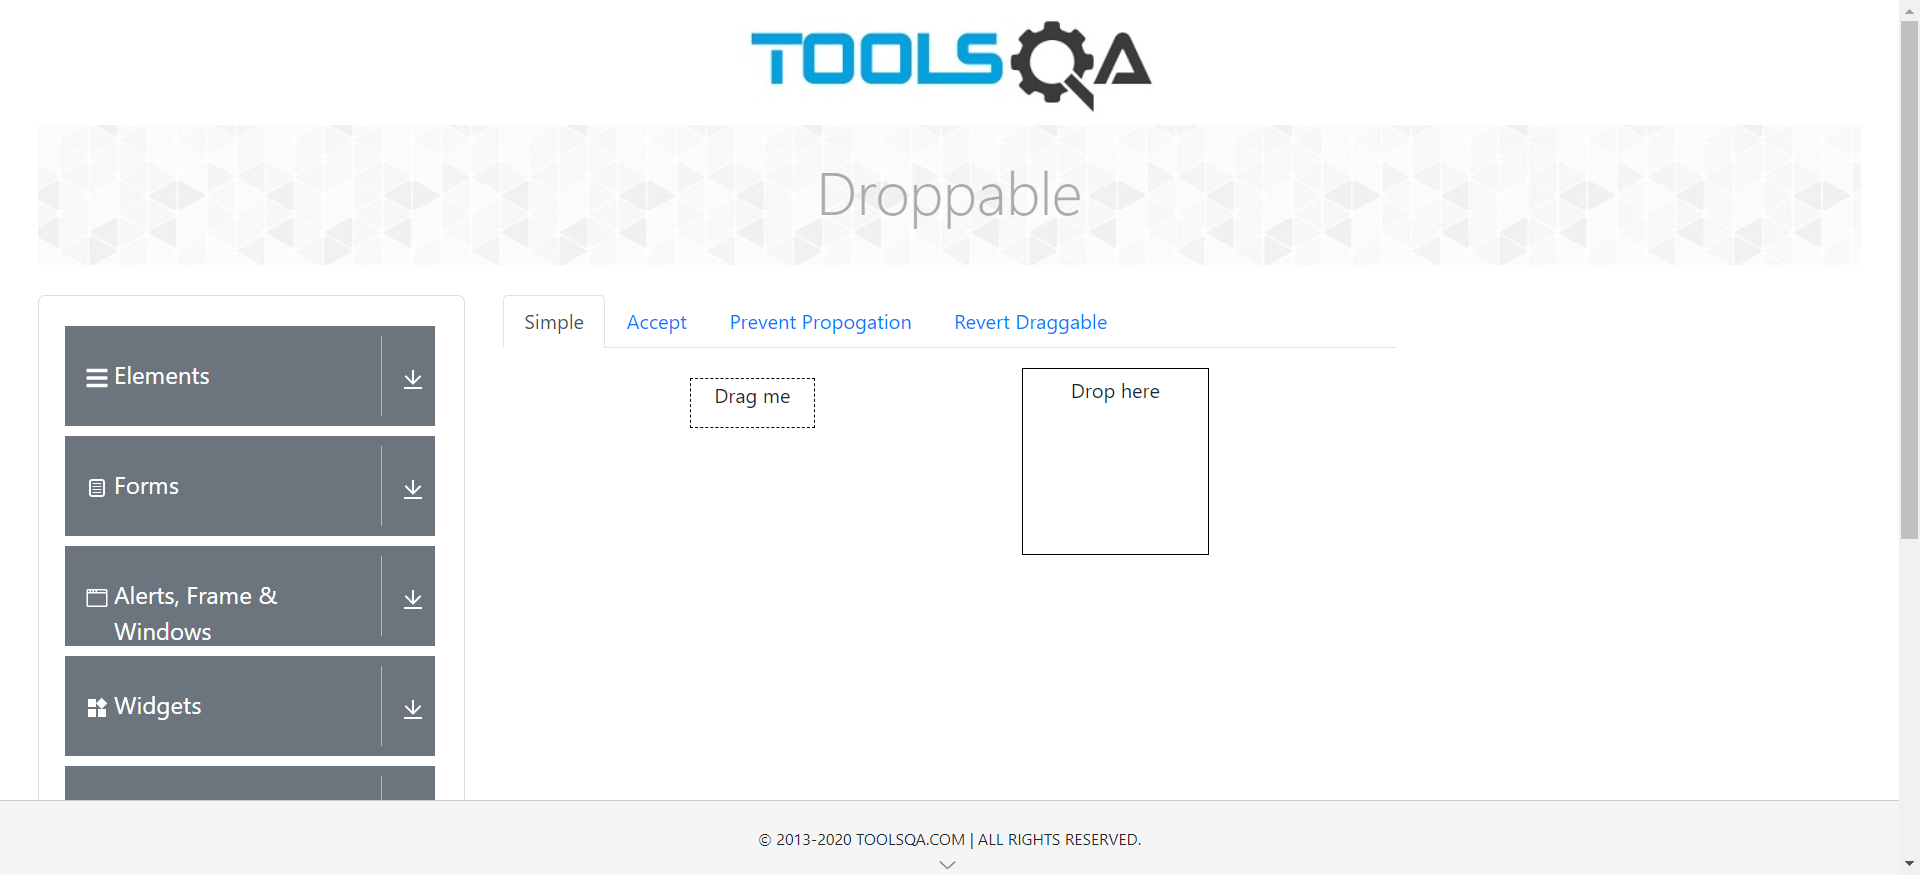 TOOLSQA
Droppable
Simple Accept Prevent Propogation Revert Draggable
Elements
Forms
Alerts, Frame &
Windows
Widgets
Drag me
Drop here
© 2013-2020 TOOLSQA.COM | ALL RIGHTS RESERVED.